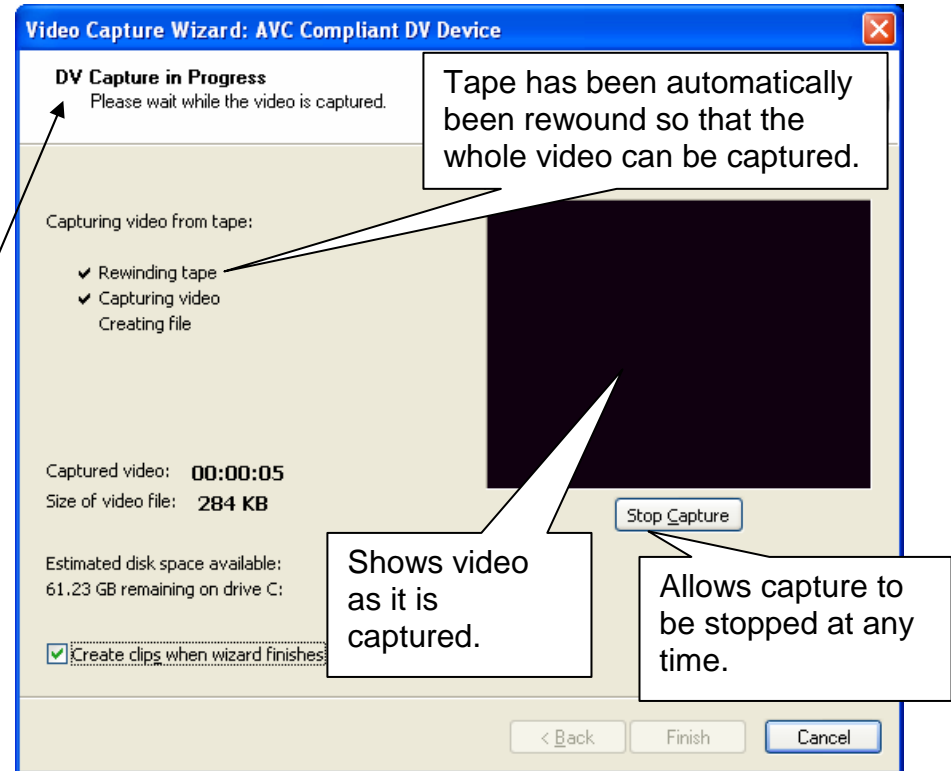 Video Capture Wizard: AVC Compliant DV Device
DV Capture in Progress
Please wait while the video is captured.
Tape has been automatically
been rewound so that the
whole video can be captured.
Capturing video from tape:
✔ Rewinding tape
✔ Capturing video
Creating file
Captured video: 00:00:05
Size of video file: 284 KB
Stop Capture
Estimated disk space available:
61.23 GB remaining on drive C:
Shows video
as it is
captured.
Allows capture to
be stopped at any
time.
Create clips when wizard finishes
< Back
Finish
Cancel